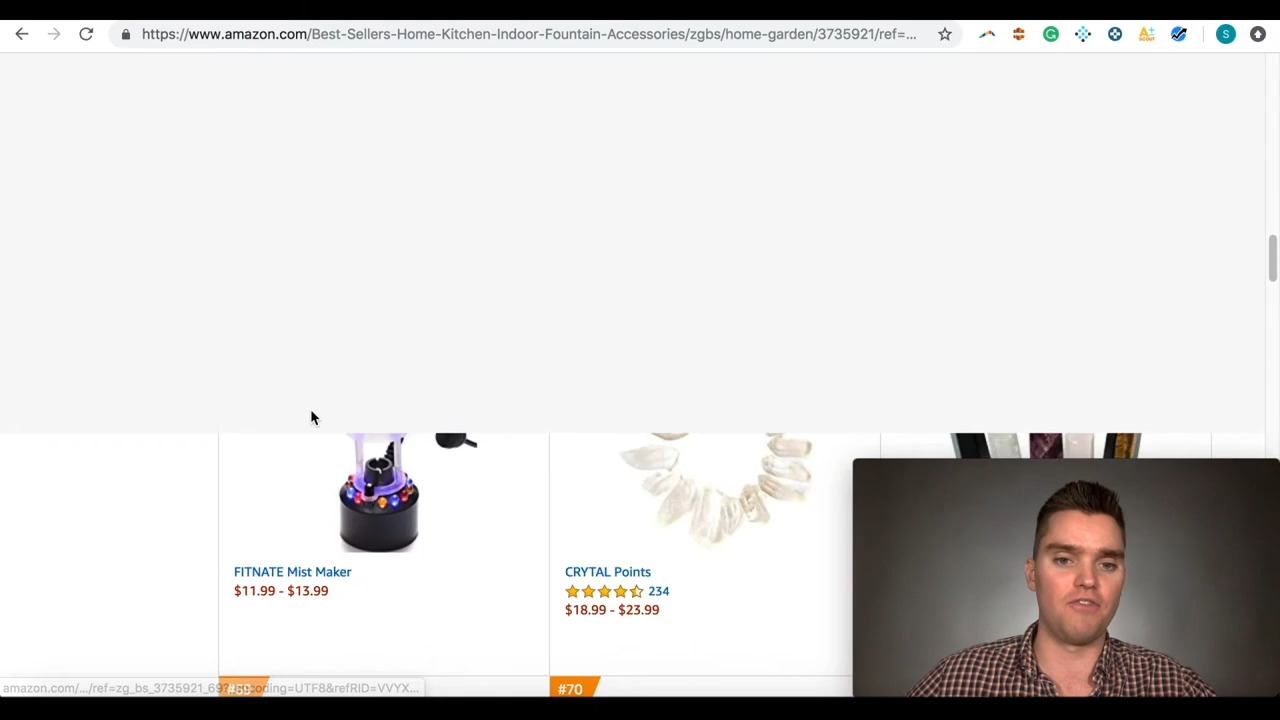 https://www.amazon.com/Best-Sellers-Home-Kitchen-Indoor-Fountain-Accessories/zgbs/home-garden/3735921/ref=...
S
FITNATE Mist Maker
$11.99 - $13.99
CRYTAL Points
234
$18.99 - $23.99
amazon.com/.../ref=zg_bs_3735921_69?_encoding=UTF8&refRID=VVYX...
#69
#70